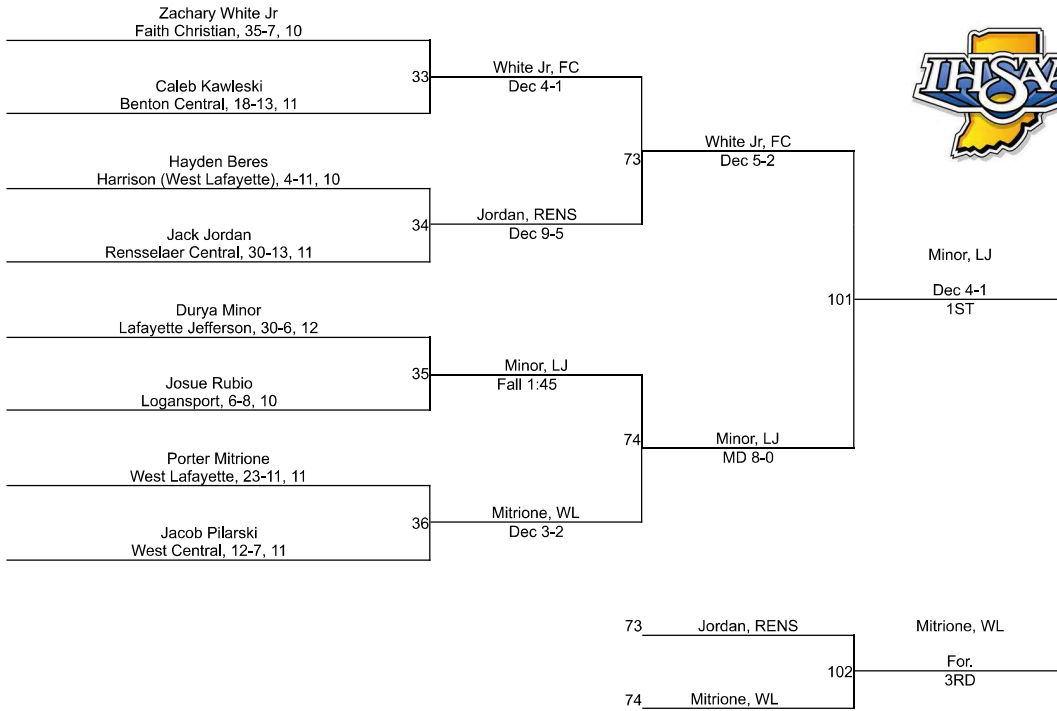 Zachary White Jr
Faith Christian, 35-7, 10
Caleb Kawleski
Benton Central, 18-13, 11
33
White Jr, FC
Dec 4-1
Hayden Beres
Harrison (West Lafayette), 4-11, 10
Jack Jordan
Rensselaer Central, 30-13, 11
34
Jordan, RENS
Dec 9-5
73
White Jr, FC
Dec 5-2
Durya Minor
Lafayette Jefferson, 30-6, 12
Josue Rubio
Logansport, 6-8, 10
35
Minor, LJ
Fall 1:45
Porter Mitrione
West Lafayette, 23-11, 11
Jacob Pilarski
West Central, 12-7, 11
36
Mitrione, WL
Dec 3-2
74
Minor, LJ
MD 8-0
101
Minor, LJ
Dec 4-1
1ST
IHSAA
73
Jordan, RENS
74
Mitrione, WL
102
Mitrione, WL
For.
3RD